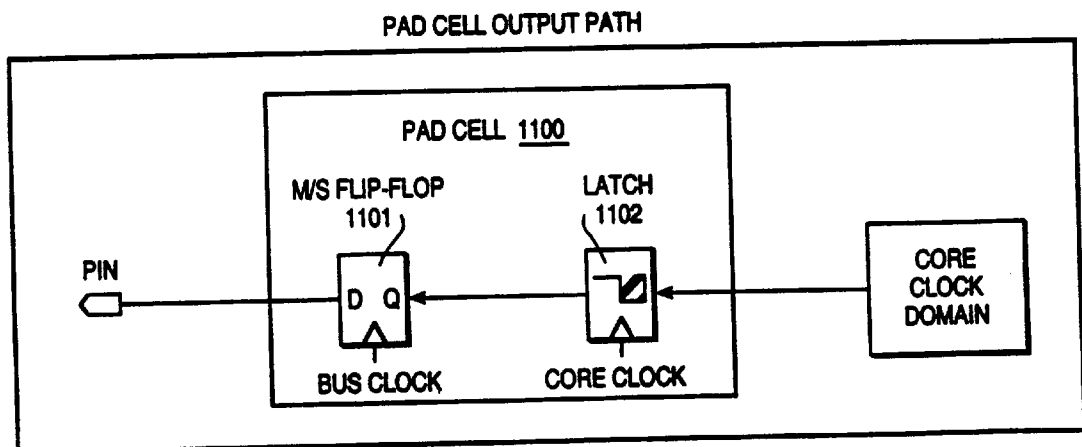 PAD CELL OUTPUT PATH
PAD CELL 1100
M/S FLIP-FLOP
1101
LATCH
1102
PIN
D Q
CORE
CLOCK
DOMAIN
BUS CLOCK
CORE CLOCK